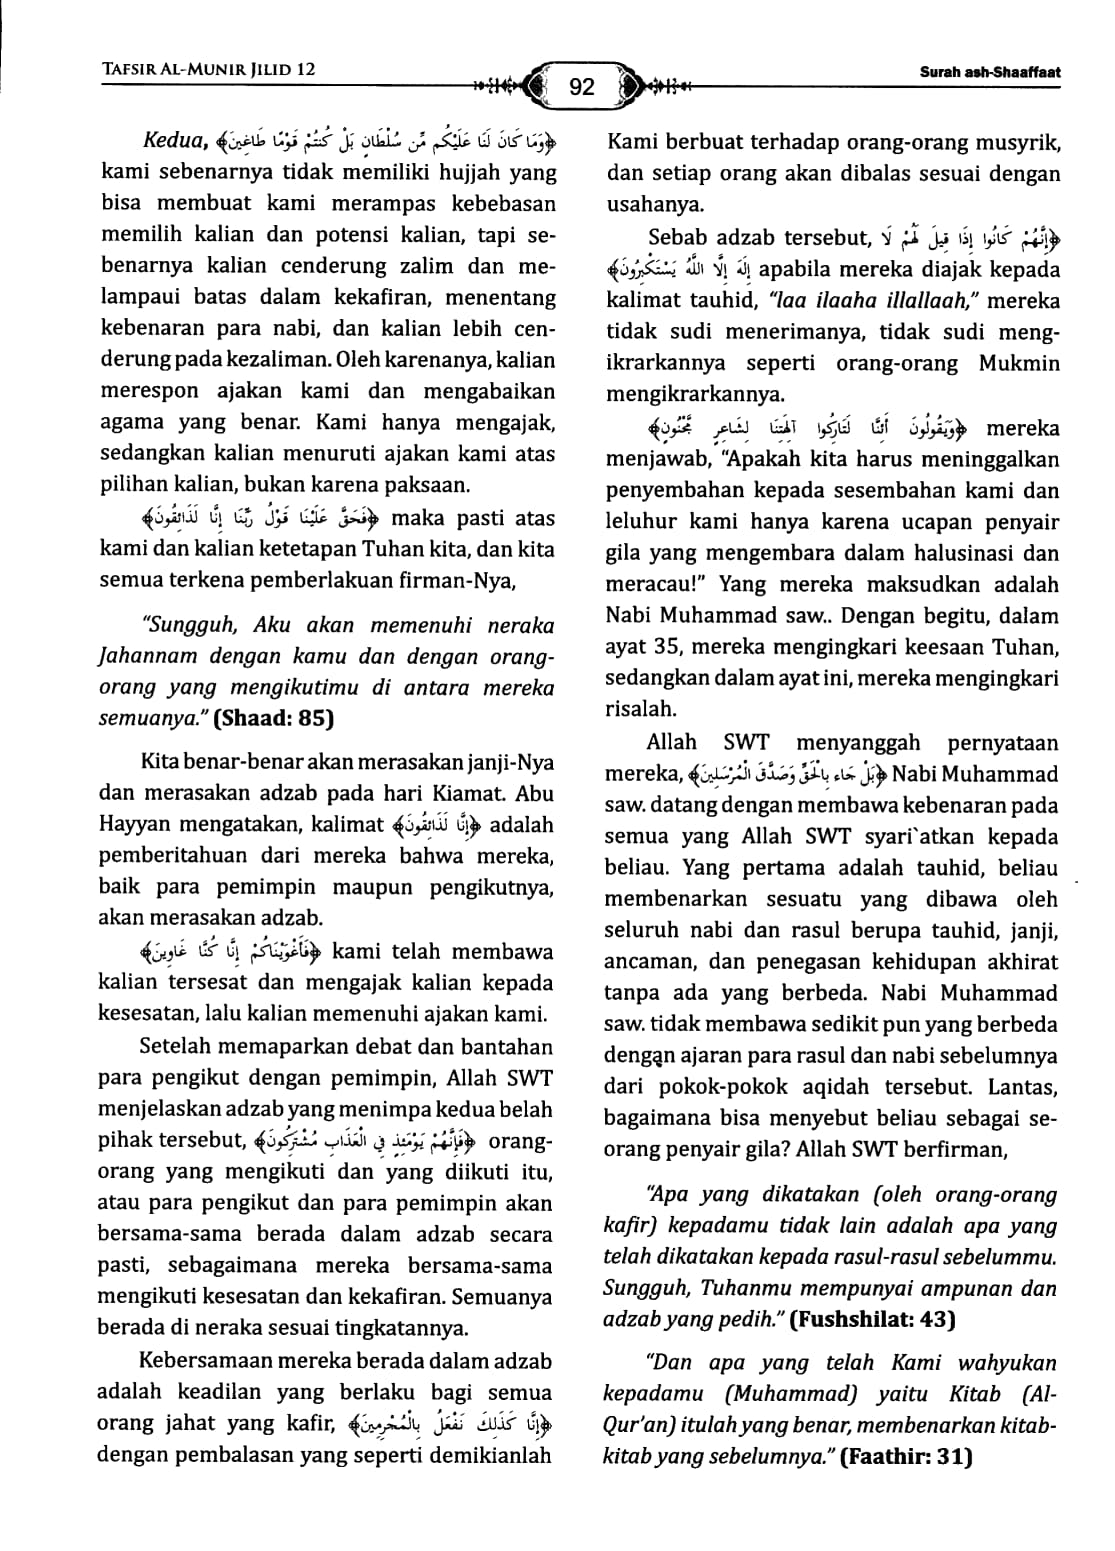 TAFSIR AL-MUNIR JILID 12
92
Surah ash-Shaaffaat
Kedua, ﴿وَمَا كَانَ لَنَا عَلَيْكُم مِّن سُلْطَانٍ بَلْ كُنتُمْ قَوْمًا طَاغِينَ﴾
kami sebenarnya tidak memiliki hujjah yang
bisa membuat kami merampas kebebasan
memilih kalian dan potensi kalian, tapi se-
benarnya kalian cenderung zalim dan me-
lampaui batas dalam kekafiran, menentang
kebenaran para nabi, dan kalian lebih cen-
derung pada kezaliman. Oleh karenanya, kalian
merespon ajakan kami dan mengabaikan
agama yang benar. Kami hanya mengajak,
sedangkan kalian menuruti ajakan kami atas
pilihan kalian, bukan karena paksaan.
﴿فَحَقَّ عَلَيْنَا قَوْلُ رَبِّنَا إِنَّا لَذَائِقُونَ﴾ maka pasti atas
kami dan kalian ketetapan Tuhan kita, dan kita
semua terkena pemberlakuan firman-Nya,
“Sungguh, Aku akan memenuhi neraka
Jahannam dengan kamu dan dengan orang-
orang yang mengikutimu di antara mereka
semuanya.” (Shaad: 85)
Kita benar-benar akan merasakan janji-Nya
dan merasakan adzab pada hari Kiamat. Abu
Hayyan mengatakan, kalimat ﴿إِنَّا لَذَائِقُونَ﴾ adalah
pemberitahuan dari mereka bahwa mereka,
baik para pemimpin maupun pengikutnya,
akan merasakan adzab.
﴿فَأَغْوَيْنَاكُمْ إِنَّا كُنَّا غَاوِينَ﴾ kami telah membawa
kalian tersesat dan mengajak kalian kepada
kesesatan, lalu kalian memenuhi ajakan kami.
Setelah memaparkan debat dan bantahan
para pengikut dengan pemimpin, Allah SWT
menjelaskan adzab yang menimpa kedua belah
pihak tersebut, ﴿فَإِنَّهُمْ يَوْمَئِذٍ فِي الْعَذَابِ مُشْتَرِكُونَ﴾ orang-
orang yang mengikuti dan yang diikuti itu,
atau para pengikut dan para pemimpin akan
bersama-sama berada dalam adzab secara
pasti, sebagaimana mereka bersama-sama
mengikuti kesesatan dan kekafiran. Semuanya
berada di neraka sesuai tingkatannya.
Kebersamaan mereka berada dalam adzab
adalah keadilan yang berlaku bagi semua
orang jahat yang kafir, ﴿إِنَّا كَذَلِكَ نَفْعَلُ بِالْمُجْرِمِينَ﴾
dengan pembalasan yang seperti demikianlah
Kami berbuat terhadap orang-orang musyrik,
dan setiap orang akan dibalas sesuai dengan
usahanya.
Sebab adzab tersebut, ﴿إِنَّهُمْ كَانُوا إِذَا قِيلَ لَهُمْ لَا
إِلَهَ إِلَّا اللَّهُ يَسْتَكْبِرُونَ﴾ apabila mereka diajak kepada
kalimat tauhid, “laa ilaaha illallaah,” mereka
tidak sudi menerimanya, tidak sudi meng-
ikrarkannya seperti orang-orang Mukmin
mengikrarkannya.
﴿وَيَقُولُونَ أَئِنَّا لَتَارِكُوا آلِهَتِنَا لِشَاعِرٍ مَّجْنُونٍ﴾ mereka
menjawab, “Apakah kita harus meninggalkan
penyembahan kepada sesembahan kami dan
leluhur kami hanya karena ucapan penyair
gila yang mengembara dalam halusinasi dan
meracau!” Yang mereka maksudkan adalah
Nabi Muhammad saw.. Dengan begitu, dalam
ayat 35, mereka mengingkari keesaan Tuhan,
sedangkan dalam ayat ini, mereka mengingkari
risalah.
Allah SWT menyanggah pernyataan
mereka, ﴿بَلْ جَاء بِالْحَقِّ وَصَدَّقَ الْمُرْسَلِينَ﴾ Nabi Muhammad
saw. datang dengan membawa kebenaran pada
semua yang Allah SWT syari`atkan kepada
beliau. Yang pertama adalah tauhid, beliau
membenarkan sesuatu yang dibawa oleh
seluruh nabi dan rasul berupa tauhid, janji,
ancaman, dan penegasan kehidupan akhirat
tanpa ada yang berbeda. Nabi Muhammad
saw. tidak membawa sedikit pun yang berbeda
dengan ajaran para rasul dan nabi sebelumnya
dari pokok-pokok aqidah tersebut. Lantas,
bagaimana bisa menyebut beliau sebagai se-
orang penyair gila? Allah SWT berfirman,
“Apa yang dikatakan (oleh orang-orang
kafir) kepadamu tidak lain adalah apa yang
telah dikatakan kepada rasul-rasul sebelummu.
Sungguh, Tuhanmu mempunyai ampunan dan
adzab yang pedih.” (Fushshilat: 43)
“Dan apa yang telah Kami wahyukan
kepadamu (Muhammad) yaitu Kitab (Al-
Qur’an) itulah yang benar, membenarkan kitab-
kitab yang sebelumnya.” (Faathir: 31)